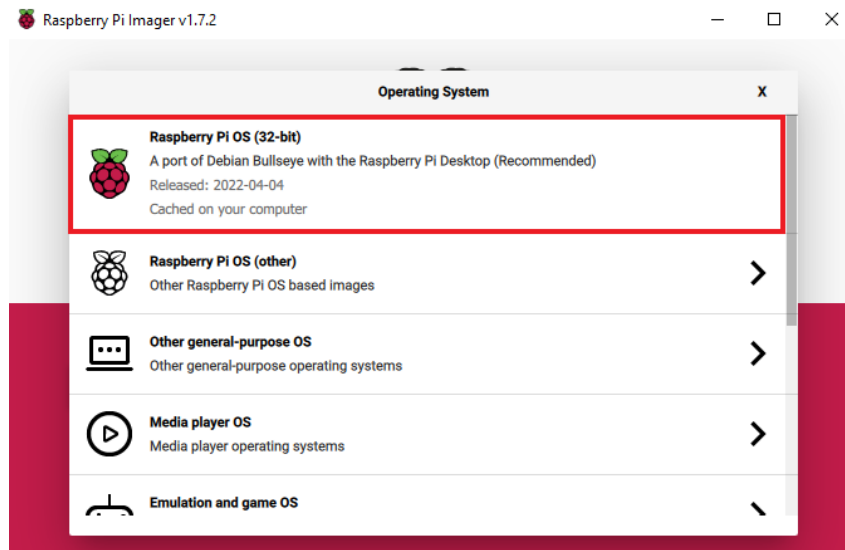 Raspberry Pi Imager v1.7.2
Operating System X
Raspberry Pi OS (32-bit)
A port of Debian Bullseye with the Raspberry Pi Desktop (Recommended)
Released: 2022-04-04
Cached on your computer
Raspberry Pi OS (other)
Other Raspberry Pi OS based images
Other general-purpose OS
Other general-purpose operating systems
Media player OS
Media player operating systems
Emulation and game OS